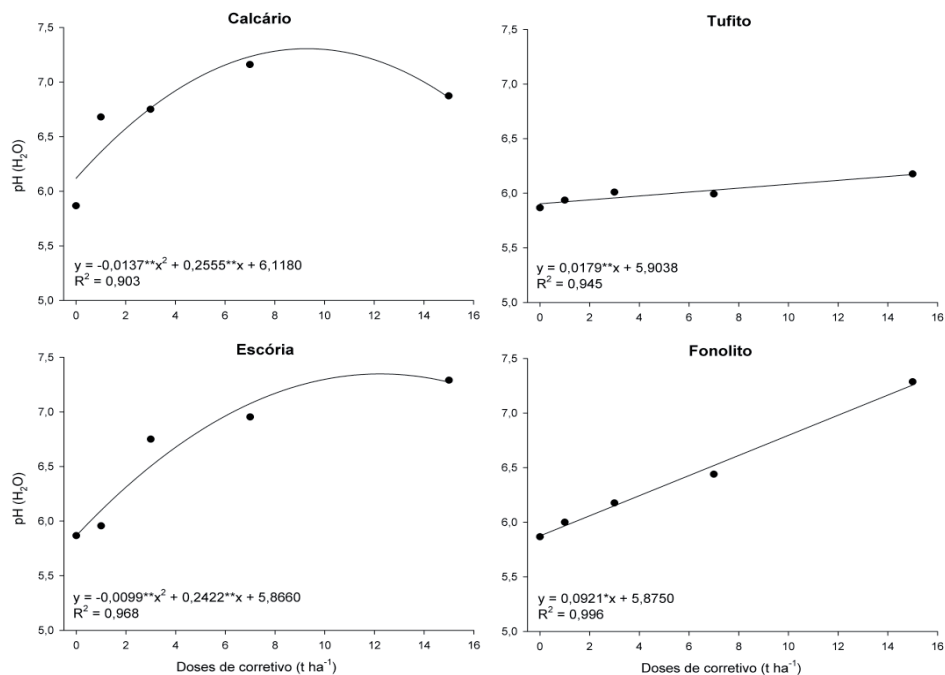 Calcário
7,5
7,0
6,5
6,0
5,5
5,0
pH (H₂O)
y = -0,0137**x² + 0,2555**x + 6,1180
R² = 0,903
0 2 4 6 8 10 12 14 16
Tufito
7,5
7,0
6,5
6,0
5,5
5,0
y = 0,0179**x + 5,9038
R² = 0,945
0 2 4 6 8 10 12 14 16
Escória
7,5
7,0
6,5
6,0
5,5
5,0
pH (H₂O)
y = -0,0099**x² + 0,2422**x + 5,8660
R² = 0,968
0 2 4 6 8 10 12 14 16
Doses de corretivo (t ha⁻¹)
Fonolito
7,5
7,0
6,5
6,0
5,5
5,0
y = 0,0921*x + 5,8750
R² = 0,996
0 2 4 6 8 10 12 14 16
Doses de corretivo (t ha⁻¹)